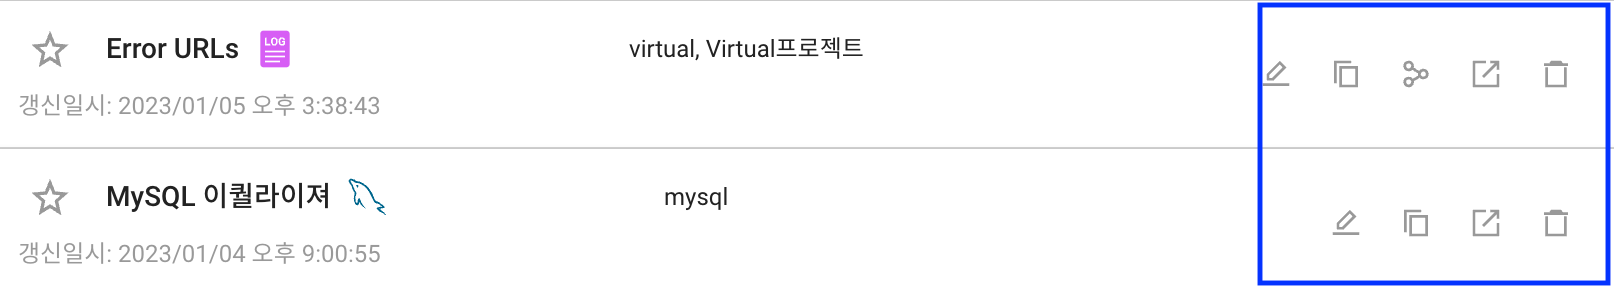 Error URLs LOG virtual, Virtual프로젝트
갱신일시: 2023/01/05 오후 3:38:43
MySQL 이퀄라이져 mysql
갱신일시: 2023/01/04 오후 9:00:55